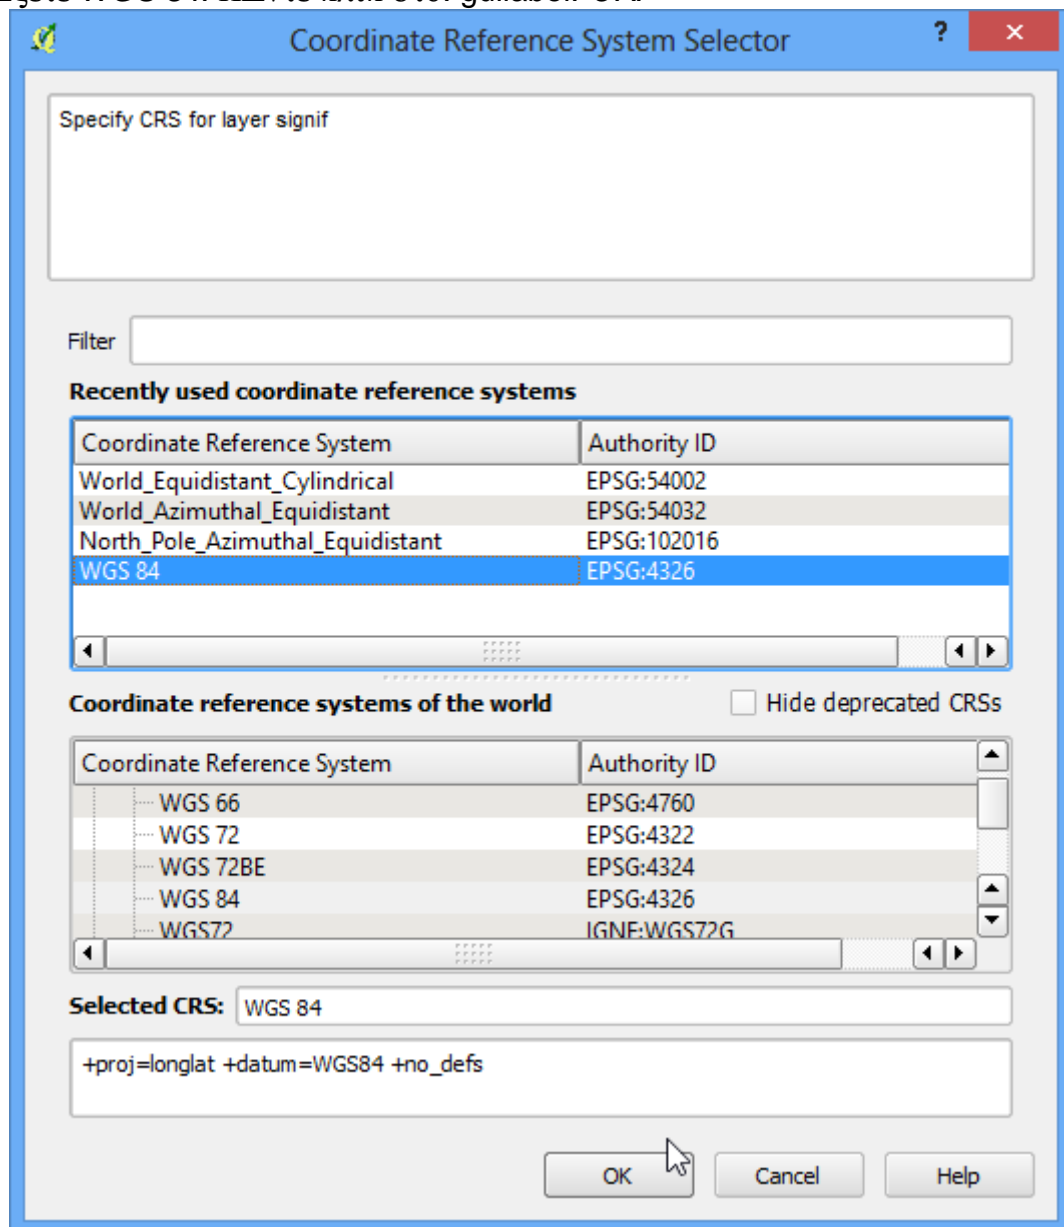 Coordinate Reference System Selector
?
Specify CRS for layer signif
Filter
Recently used coordinate reference systems
Coordinate Reference System Authority ID
World_Equidistant_Cylindrical EPSG:54002
World_Azimuthal_Equidistant EPSG:54032
North_Pole_Azimuthal_Equidistant EPSG:102016
WGS 84 EPSG:4326
Coordinate reference systems of the world Hide deprecated CRSs
Coordinate Reference System Authority ID
WGS 66 EPSG:4760
WGS 72 EPSG:4322
WGS 72BE EPSG:4324
WGS 84 EPSG:4326
WGS72 IGNF:WGS72G
Selected CRS: WGS 84
+proj=longlat +datum=WGS84 +no_defs
OK Cancel Help